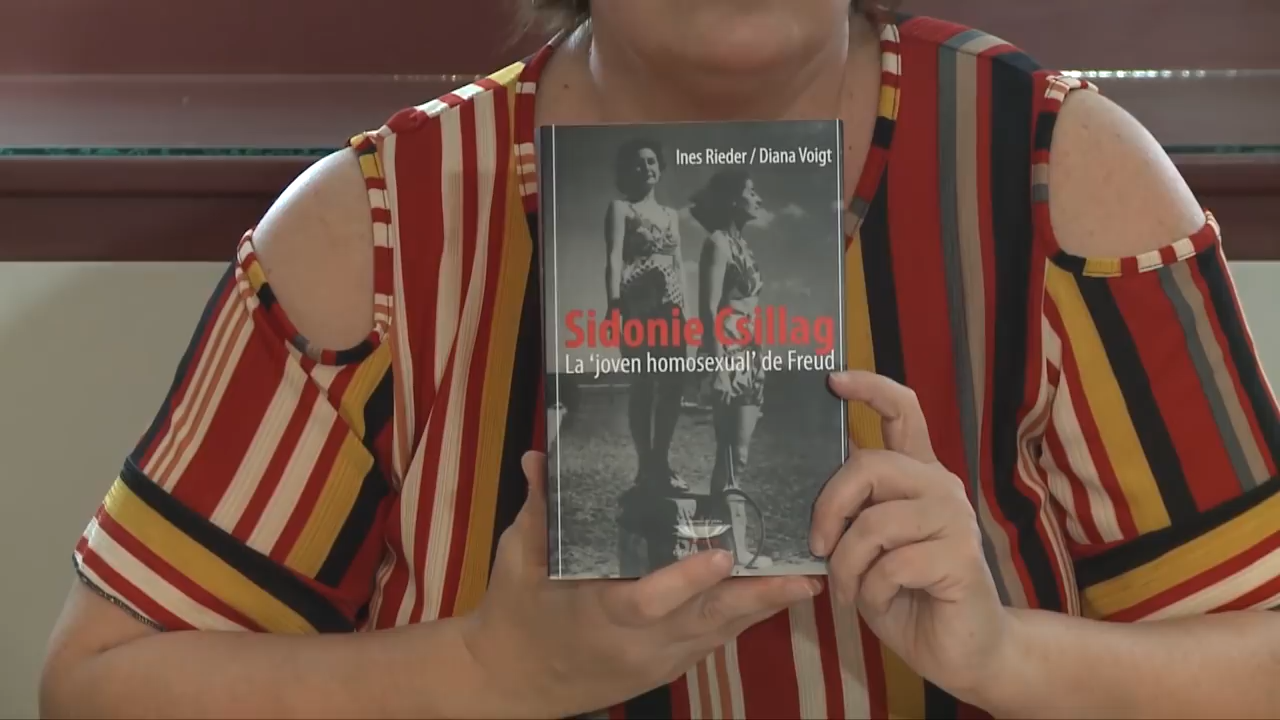 Ines Rieder / Diana Voigt
Sidonie Csillag
La ‘joven homosexual’ de Freud